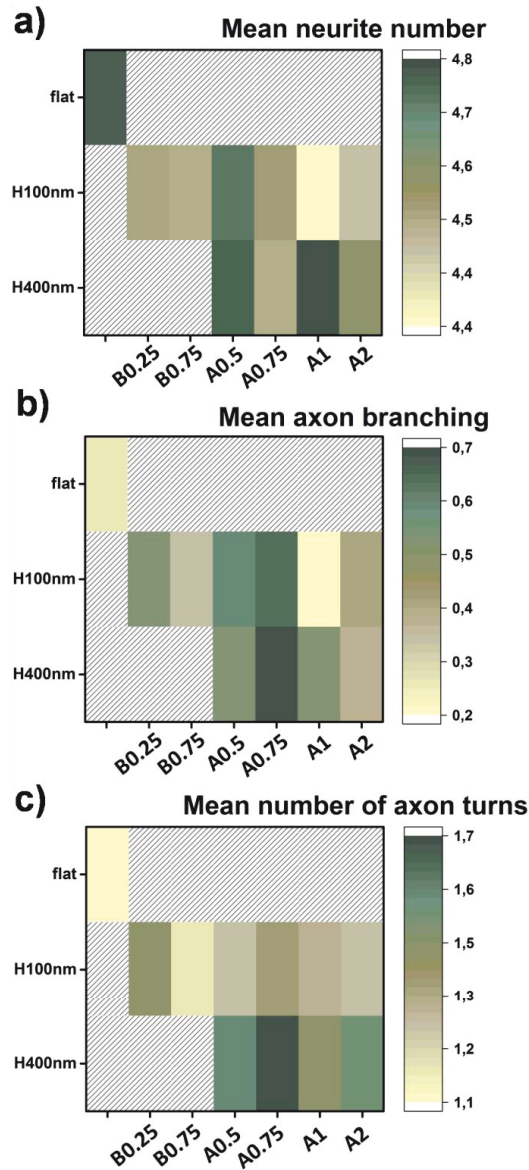 a)
Mean neurite number
flat
H100nm
H400nm
B0.25 B0.75 A0.5 A0.75 A1 A2
4,8
4,7
4,6
4,5
4,4
4,4
b)
Mean axon branching
flat
H100nm
H400nm
B0.25 B0.75 A0.5 A0.75 A1 A2
0,7
0,6
0,5
0,4
0,3
0,2
c)
Mean number of axon turns
flat
H100nm
H400nm
B0.25 B0.75 A0.5 A0.75 A1 A2
1,7
1,6
1,5
1,3
1,2
1,1